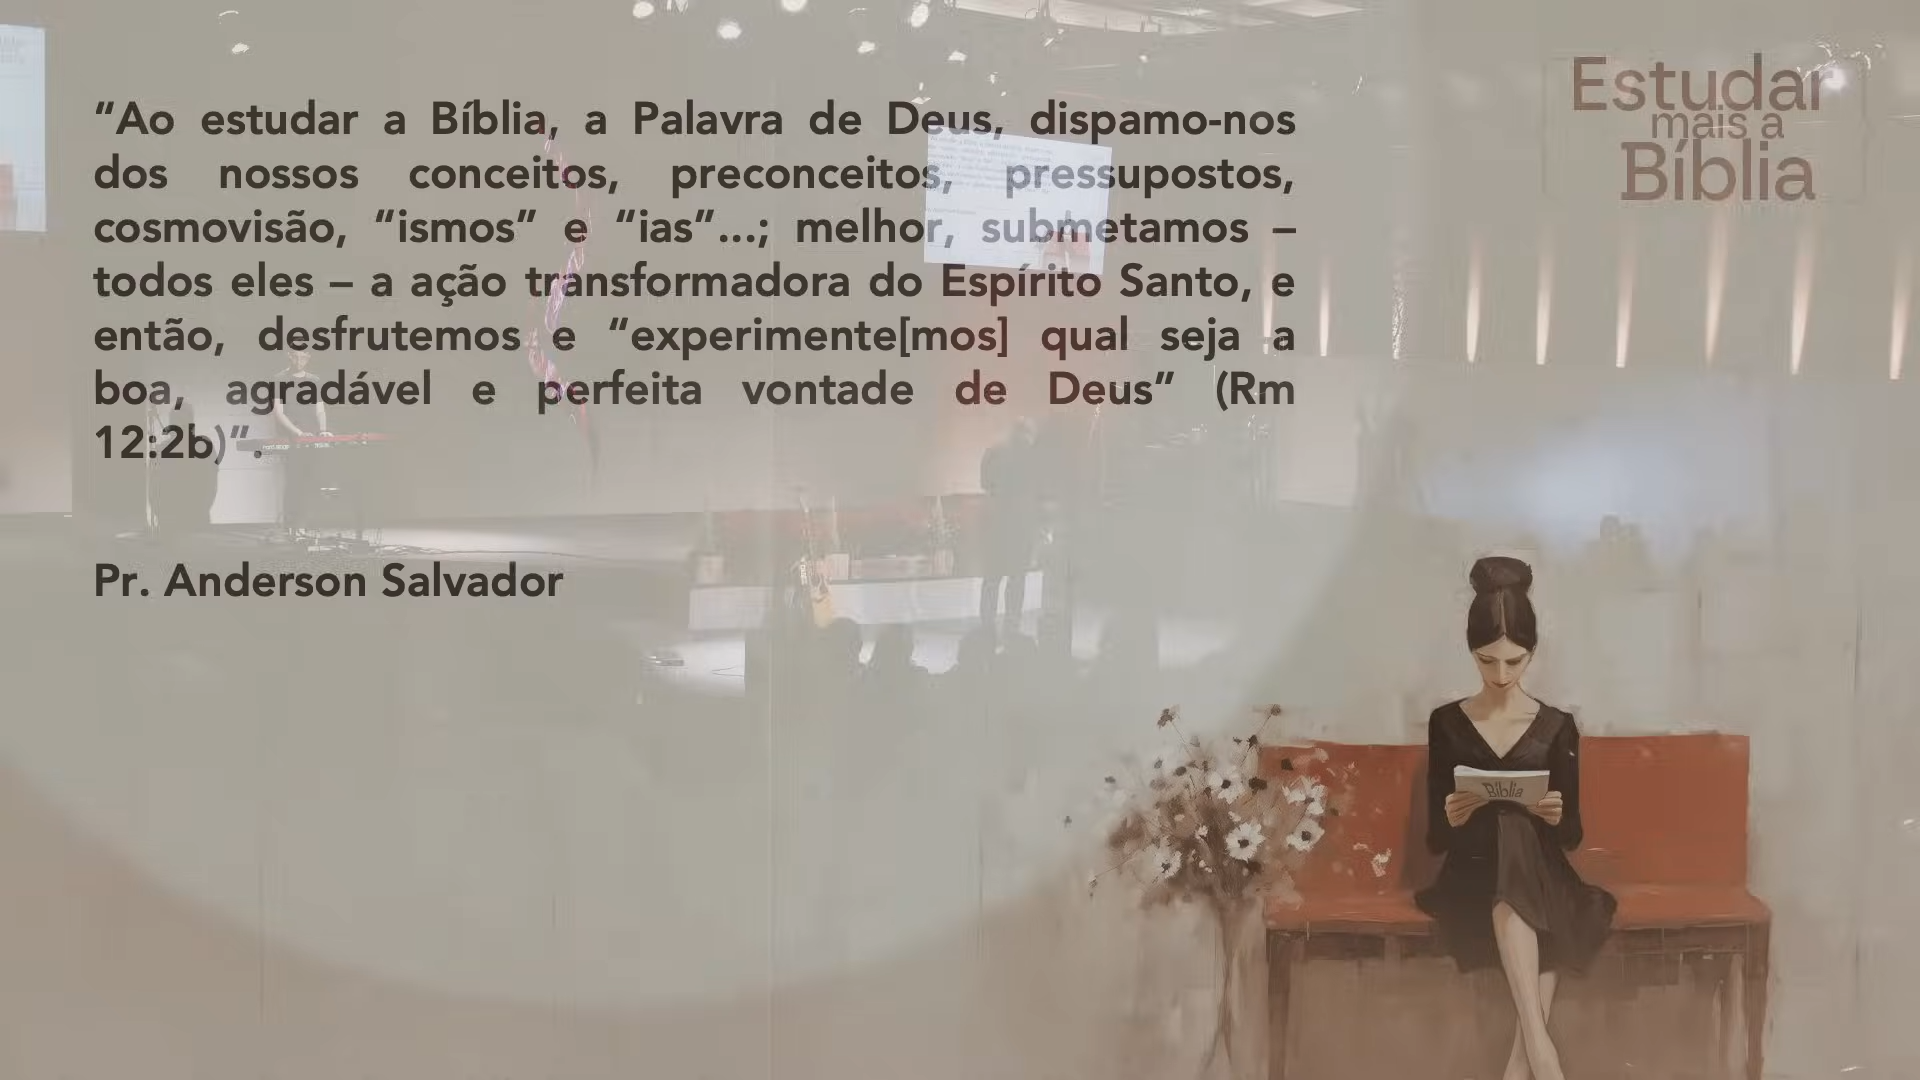 “Ao estudar a Bíblia, a Palavra de Deus, dispamo-nos
dos nossos conceitos, preconceitos, pressupostos,
cosmovisão, “ismos” e “ias”...; melhor, submetamos –
todos eles – a ação transformadora do Espírito Santo, e
então, desfrutemos e “experimente[mos] qual seja a
boa, agradável e perfeita vontade de Deus” (Rm
12:2b)”.
Pr. Anderson Salvador
Estudar
mais a
Bíblia
Bíblia